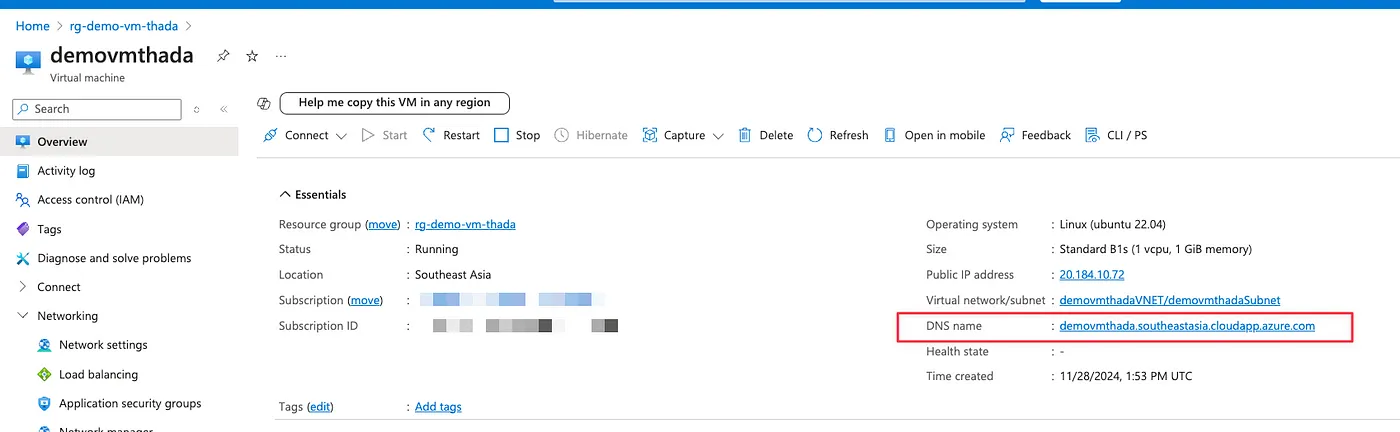 Home > rg-demo-vm-thada >
demovmthada
Virtual machine
Search
Help me copy this VM in any region
Connect Start Restart Stop Hibernate Capture Delete Refresh Open in mobile Feedback CLI / PS
Overview
Activity log
Access control (IAM)
Tags
Diagnose and solve problems
Connect
Networking
Network settings
Load balancing
Application security groups
Network manager
Essentials
Resource group (move) : rg-demo-vm-thada
Status : Running
Location : Southeast Asia
Subscription (move) :
Subscription ID :
Operating system : Linux (ubuntu 22.04)
Size : Standard B1s (1 vcpu, 1 GiB memory)
Public IP address : 20.184.10.72
Virtual network/subnet : demovmthadaVNET/demovmthadaSubnet
DNS name : demovmthada.southeastasia.cloudapp.azure.com
Health state : -
Time created : 11/28/2024, 1:53 PM UTC
Tags (edit) : Add tags